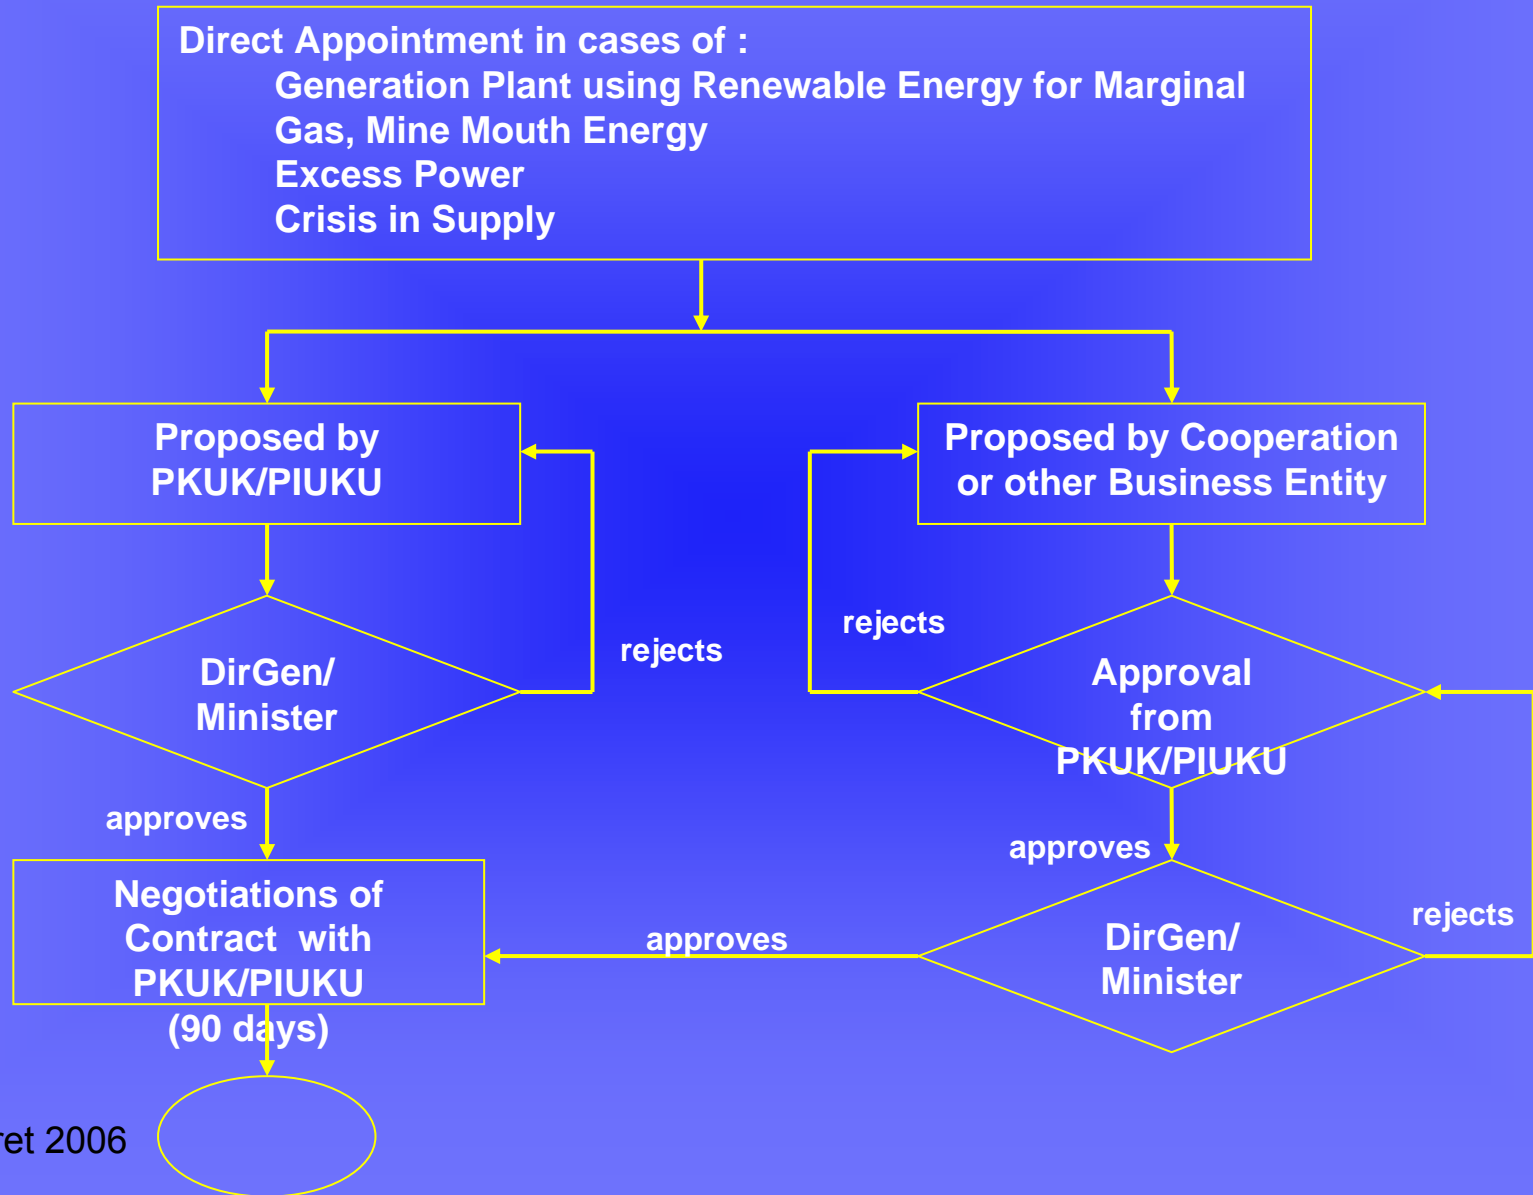 Direct Appointment in cases of :
Generation Plant using Renewable Energy for Marginal
Gas, Mine Mouth Energy
Excess Power
Crisis in Supply
Proposed by
PKUK/PIUKU
Proposed by Cooperation
or other Business Entity
rejects
rejects
DirGen/
Minister
Approval
from
PKUK/PIUKU
approves
approves
Negotiations of
Contract with
PKUK/PIUKU
(90 days)
approves
DirGen/
Minister
rejects
ret 2006